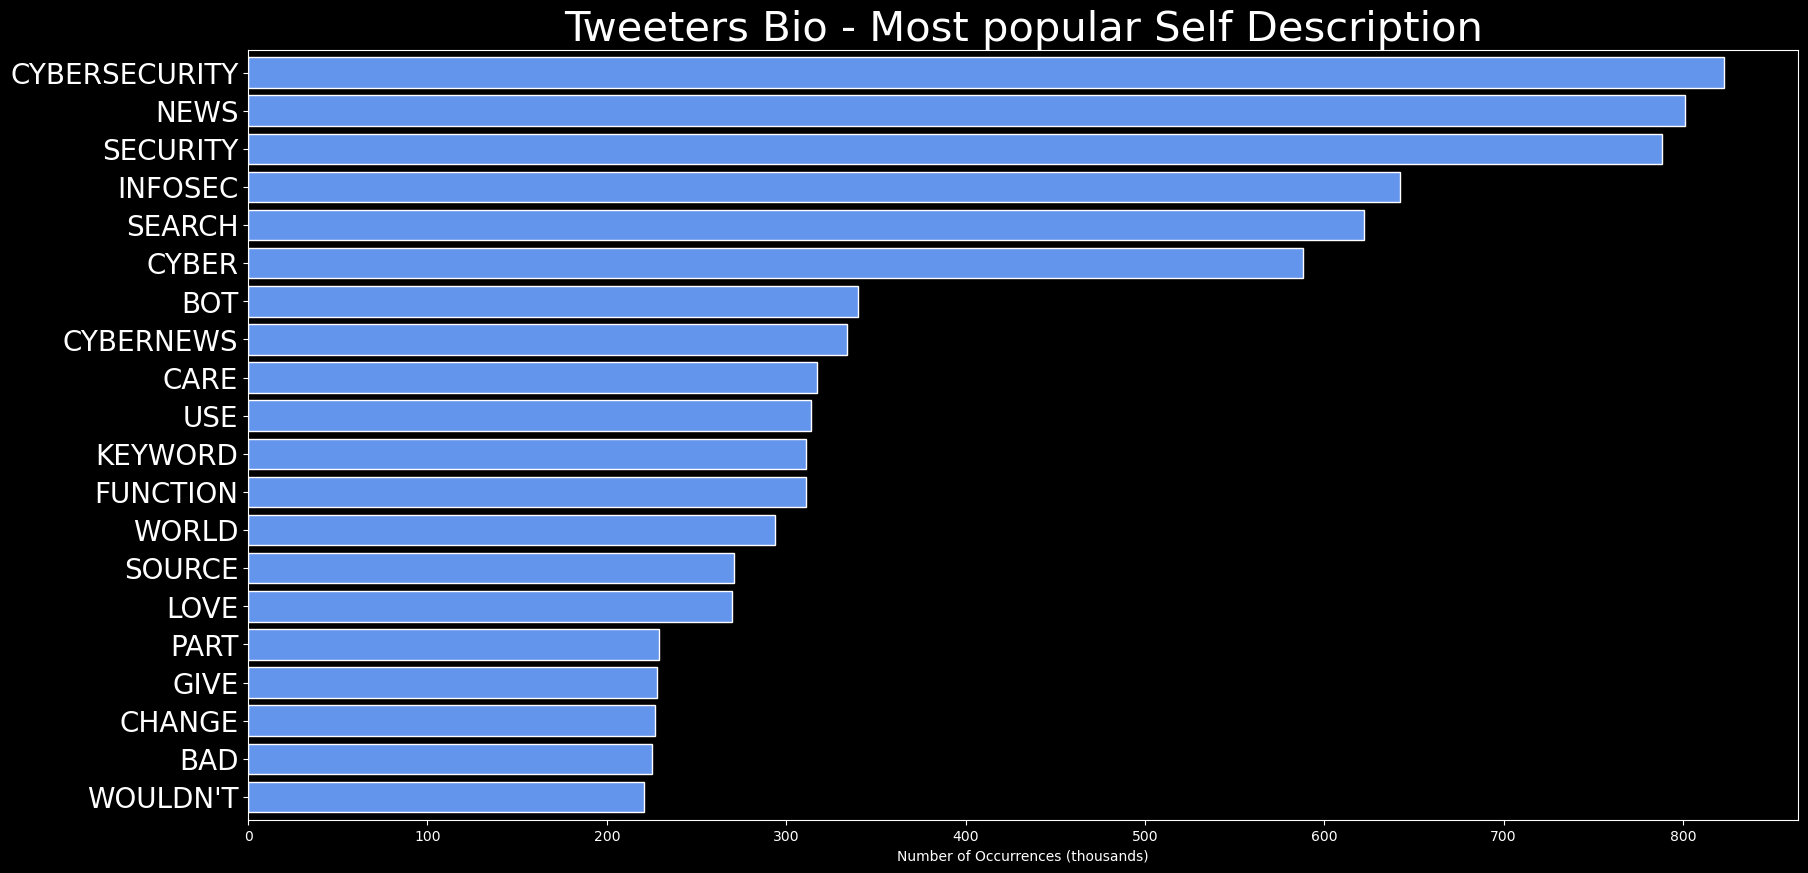 Tweeters Bio - Most popular Self Description
CYBERSECURITY
NEWS
SECURITY
INFOSEC
SEARCH
CYBER
BOT
CYBERNEWS
CARE
USE
KEYWORD
FUNCTION
WORLD
SOURCE
LOVE
PART
GIVE
CHANGE
BAD
WOULDN'T
0 100 200 300 400 500 600 700 800
Number of Occurrences (thousands)